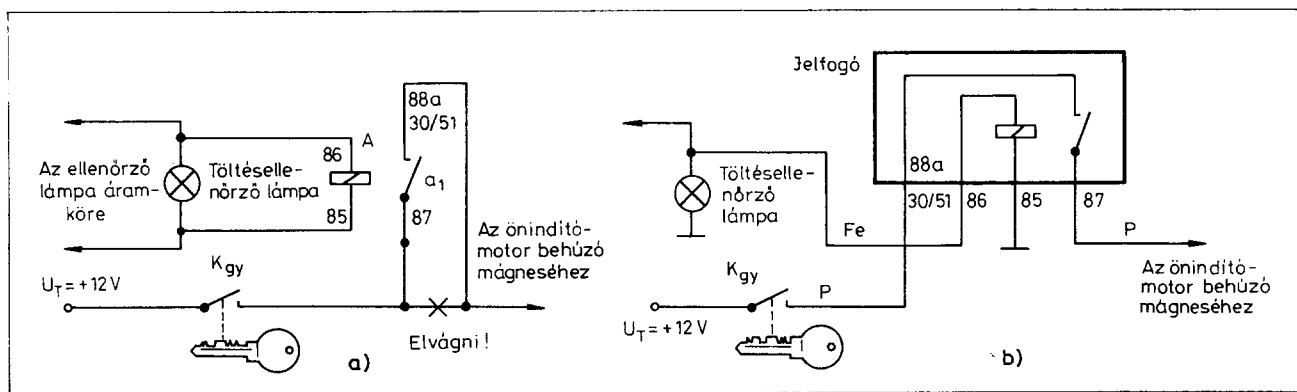 88a
30/51
86
A
Az ellenőrző
lámpa áram-
köre
Töltéselle-
nőrző lámpa
85
a₁
87
Az önindító-
motor behúzó
mágneséhez
Kgy
U_T = +12 V
Elvágni !
a)
Jelfogó
88a
30/51
86
85
87
Töltéselle-
nőrző
lámpa
Fe
P
Az önindító-
motor behúzó
mágneséhez
Kgy
P
U_T = +12 V
b)